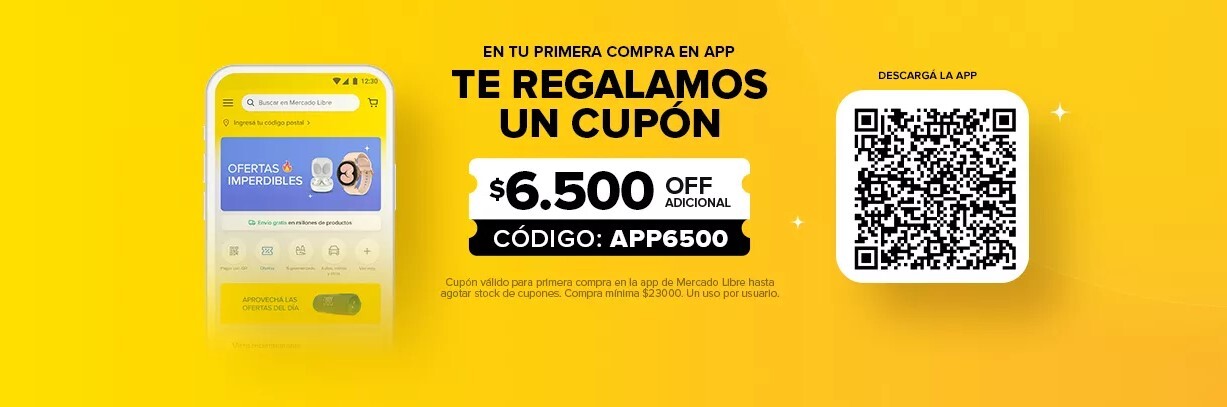 12:30
Buscar en Mercado Libre
Ingresá tu código postal >
OFERTAS
IMPERDIBLES
Envío gratis en millones de productos
APROVECHÁ LAS
OFERTAS DEL DÍA
EN TU PRIMERA COMPRA EN APP
TE REGALAMOS
UN CUPÓN
$6.500 OFF
ADICIONAL
CÓDIGO: APP6500
Cupón válido para primera compra en la app de Mercado Libre hasta
agotar stock de cupones. Compra mínima $23000. Un uso por usuario.
DESCARGÁ LA APP